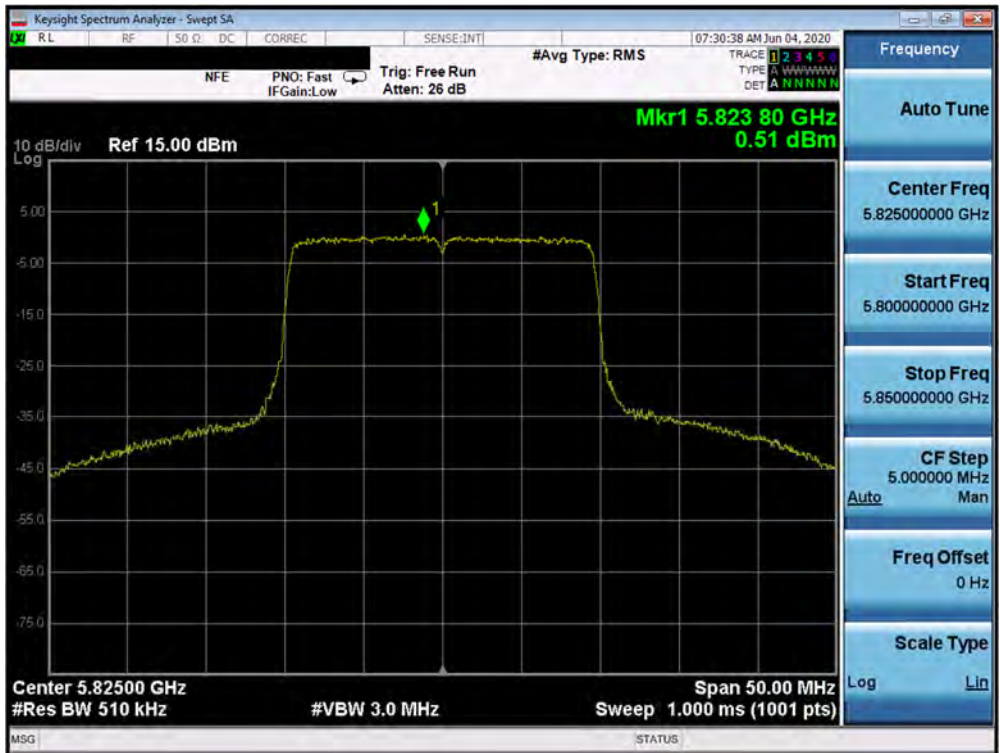 Keysight Spectrum Analyzer - Swept SA
LXI RL RF 50 Ω DC CORREC SENSE:INT 07:30:38 AM Jun 04, 2020
#Avg Type: RMS
TRACE 1 2 3 4 5 6
TYPE A WWWWW
DET A N N N N N
NFE PNO: Fast Trig: Free Run
IFGain:Low Atten: 26 dB
Mkr1 5.823 80 GHz
0.51 dBm
10 dB/div Ref 15.00 dBm
Log
1
5.00
-5.00
-15.0
-25.0
-35.0
-45.0
-55.0
-65.0
-75.0
Center 5.82500 GHz Span 50.00 MHz
#Res BW 510 kHz #VBW 3.0 MHz Sweep 1.000 ms (1001 pts)
MSG STATUS
Frequency
Auto Tune
Center Freq
5.825000000 GHz
Start Freq
5.800000000 GHz
Stop Freq
5.850000000 GHz
CF Step
5.000000 MHz
Auto Man
Freq Offset
0 Hz
Scale Type
Log Lin